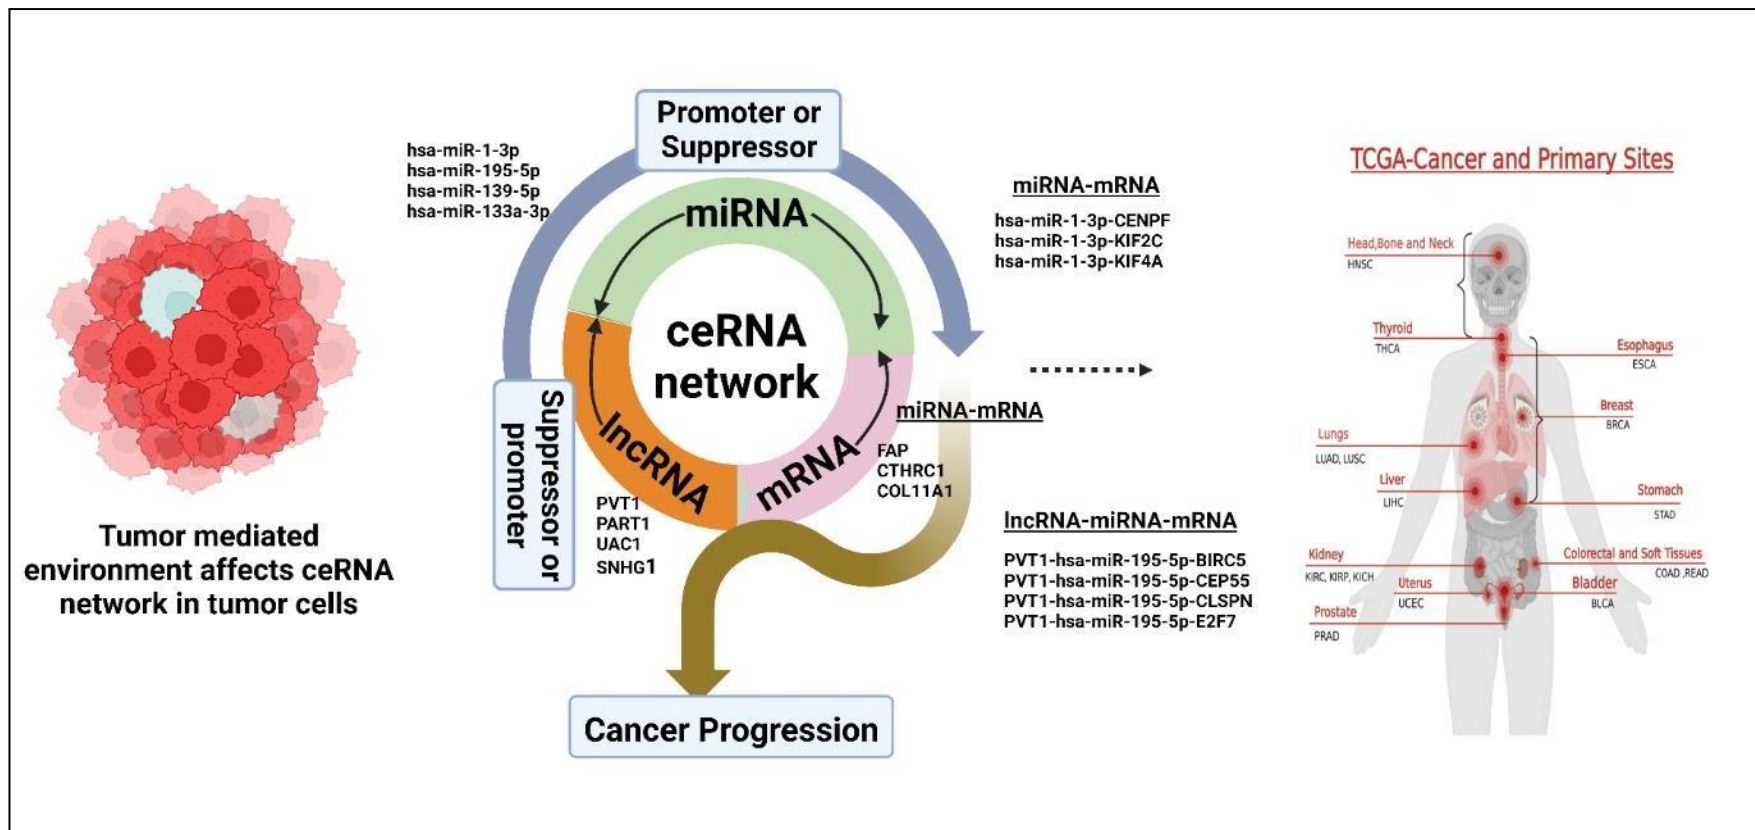 Tumor mediated
environment affects ceRNA
network in tumor cells
hsa-miR-1-3p
hsa-miR-195-5p
hsa-miR-139-5p
hsa-miR-133a-3p
Promoter or
Suppressor
miRNA
ceRNA
network
lncRNA
mRNA
Suppressor or
promoter
PVT1
PART1
UAC1
SNHG1
miRNA-mRNA
FAP
CTHRC1
COL11A1
Cancer Progression
miRNA-mRNA
hsa-miR-1-3p-CENPF
hsa-miR-1-3p-KIF2C
hsa-miR-1-3p-KIF4A
lncRNA-miRNA-mRNA
PVT1-hsa-miR-195-5p-BIRC5
PVT1-hsa-miR-195-5p-CEP55
PVT1-hsa-miR-195-5p-CLSPN
PVT1-hsa-miR-195-5p-E2F7
TCGA-Cancer and Primary Sites
Head,Bone and Neck
HNSC
Thyroid
THCA
Esophagus
ESCA
Breast
BRCA
Lungs
LUAD, LUSC
Liver
LIHC
Stomach
STAD
Kidney
KIRC, KIRP, KICH
Colorectal and Soft Tissues
COAD ,READ
Uterus
UCEC
Bladder
BLCA
Prostate
PRAD